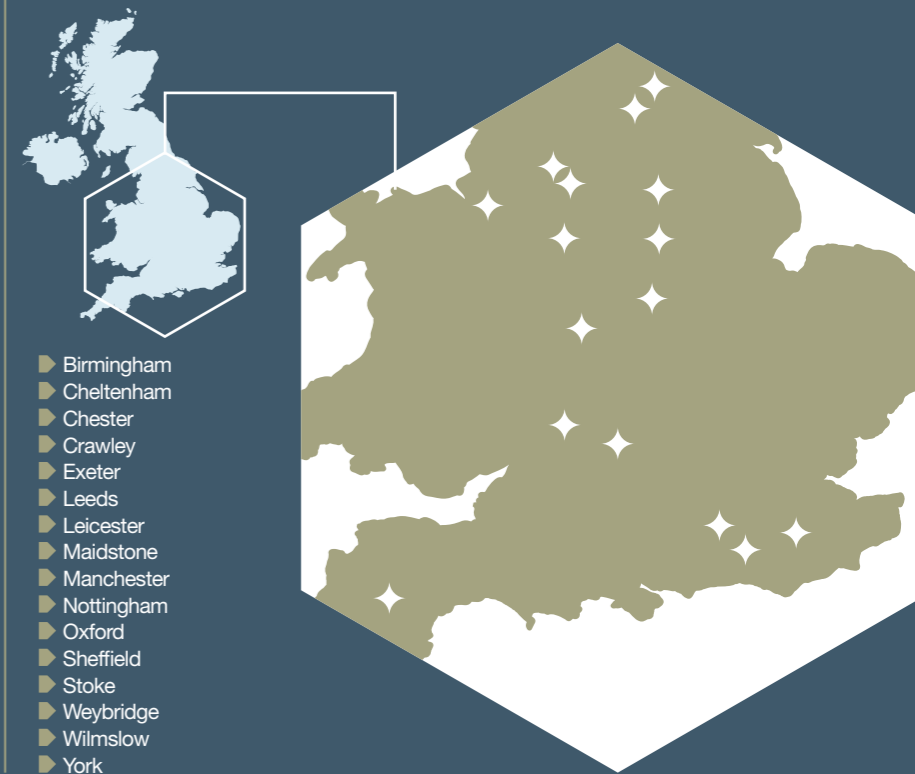 Birmingham
Cheltenham
Chester
Crawley
Exeter
Leeds
Leicester
Maidstone
Manchester
Nottingham
Oxford
Sheffield
Stoke
Weybridge
Wilmslow
York